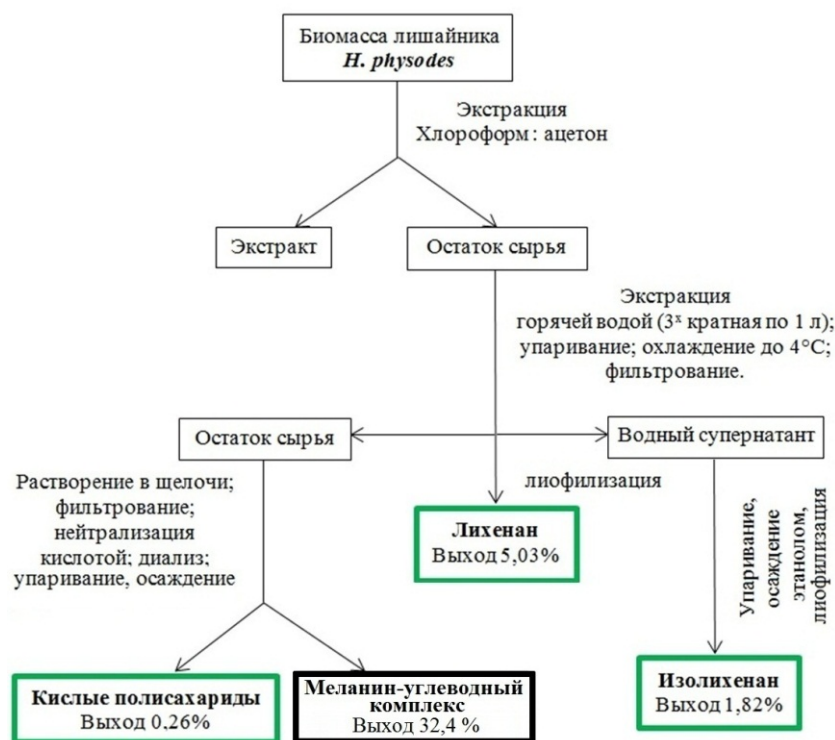 Биомасса лишайника
H. physodes
Экстракция
Хлороформ : ацетон
Экстракт
Остаток сырья
Экстракция
горячей водой (3х кратная по 1 л);
упаривание; охлаждение до 4°С;
фильтрование.
Остаток сырья
Водный супернатант
Растворение в щелочи;
фильтрование;
нейтрализация
кислотой; диализ;
упаривание, осаждение
лиофилизация
Лихенан
Выход 5,03%
Упаривание,
осаждение
этанолом,
лиофилизация
Кислые полисахариды
Выход 0,26%
Меланин-углеводный
комплекс
Выход 32,4 %
Изолихенан
Выход 1,82%